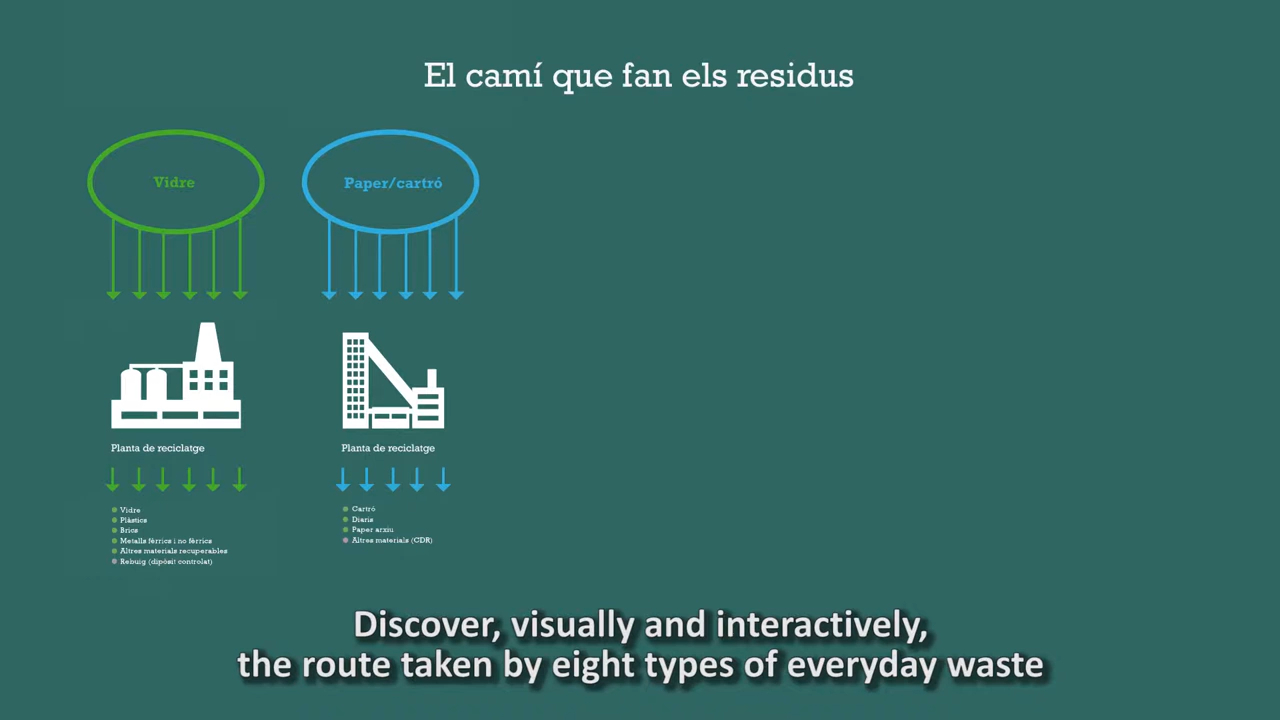 El camí que fan els residus
Vidre
Paper/cartró
Planta de reciclatge
Planta de reciclatge
Vidre
Plàstics
Brics
Metalls fèrrics i no fèrrics
Altres materials recuperables
Rebuig (dipòsit controlat)
Cartró
Diaris
Paper arxiu
Altres materials (CDR)
Discover, visually and interactively,
the route taken by eight types of everyday waste